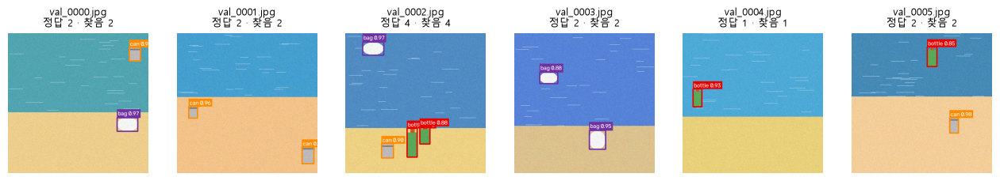 val_0000.jpg
정답 2 · 찾음 2
can 0.9
bag 0.97
val_0001.jpg
정답 2 · 찾음 2
can 0.96
can 0.
val_0002.jpg
정답 4 · 찾음 4
bag 0.97
bottl
bottle 0.88
can 0.98
val_0003.jpg
정답 2 · 찾음 2
bag 0.88
bag 0.95
val_0004.jpg
정답 1 · 찾음 1
bottle 0.93
val_0005.jpg
정답 2 · 찾음 2
bottle 0.85
can 0.98